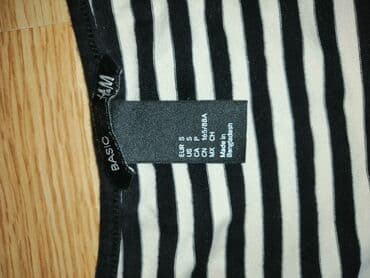 H&M
BASIC
EUR S
US S
CA P
CN 165/88A
MX CH
Made in
Bangladesh